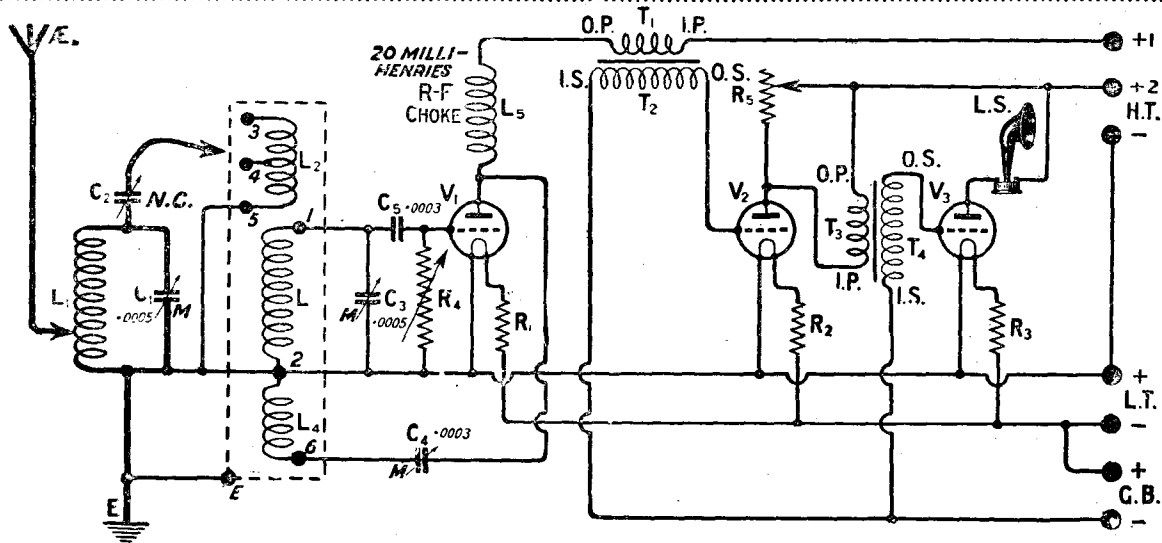 Æ.
20 MILLI-
HENRIES
R-F
CHOKE
L5
O.P. T1 I.P.
I.S. T2 O.S.
R5
+1
+2
H.T.
-
L.S.
3
4
5
L2
C2 N.C.
L1
C1
.0005 M
1
L
2
L4
6
E
E
C5 .0003
V1
C3
M .0005
R4
R1
C4 .0003
M
V2
R2
O.P.
T3
I.P.
O.S.
T4
I.S.
V3
R3
+
L.T.
-
+
G.B.
-